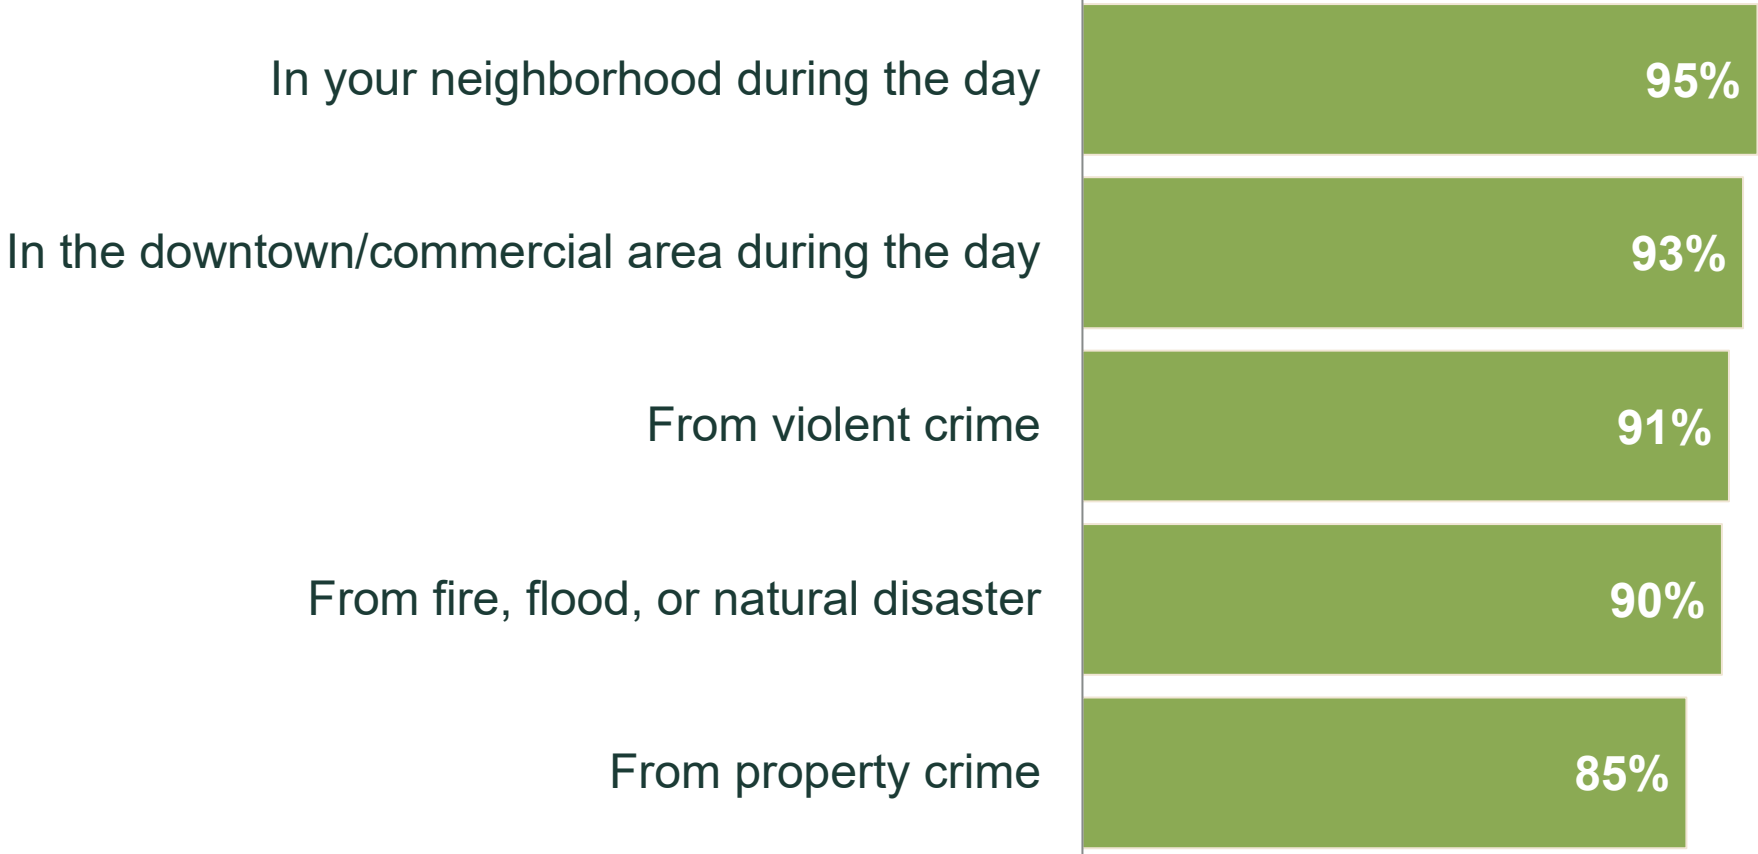 In your neighborhood during the day 95%
In the downtown/commercial area during the day 93%
From violent crime 91%
From fire, flood, or natural disaster 90%
From property crime 85%